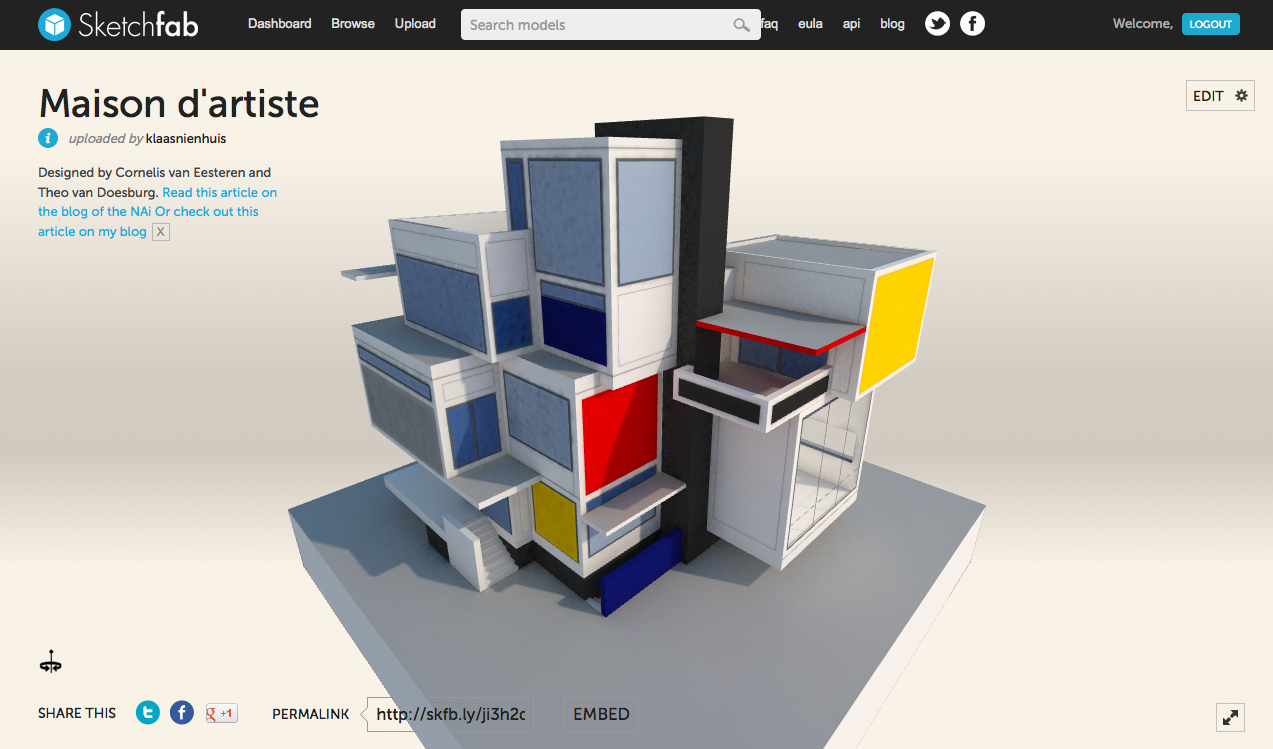 Sketchfab
Dashboard Browse Upload Search models faq eula api blog Welcome, LOGOUT
Maison d'artiste
EDIT
i uploaded by klaasnienhuis
Designed by Cornelis van Eesteren and
Theo van Doesburg. Read this article on
the blog of the NAi Or check out this
article on my blog X
SHARE THIS t f g +1 PERMALINK http://skfb.ly/ji3h2c EMBED